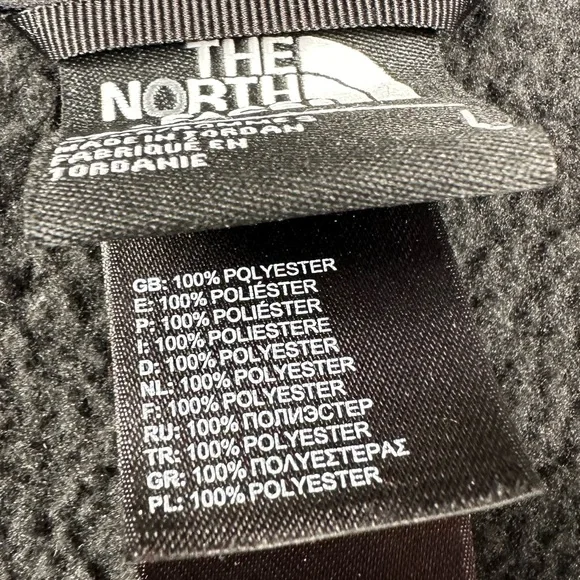 THE
NORTH
L
MADE IN JORDAN
FABRIQUÉ EN
JORDANIE
GB: 100% POLYESTER
E: 100% POLIÉSTER
P: 100% POLIÉSTER
I: 100% POLIESTERE
D: 100% POLYESTER
NL: 100% POLYESTER
F: 100% POLYESTER
RU: 100% ПОЛИЭСТЕР
TR: 100% POLYESTER
GR: 100% ΠΟΛΥΕΣΤΕΡΑΣ
PL: 100% POLYESTER